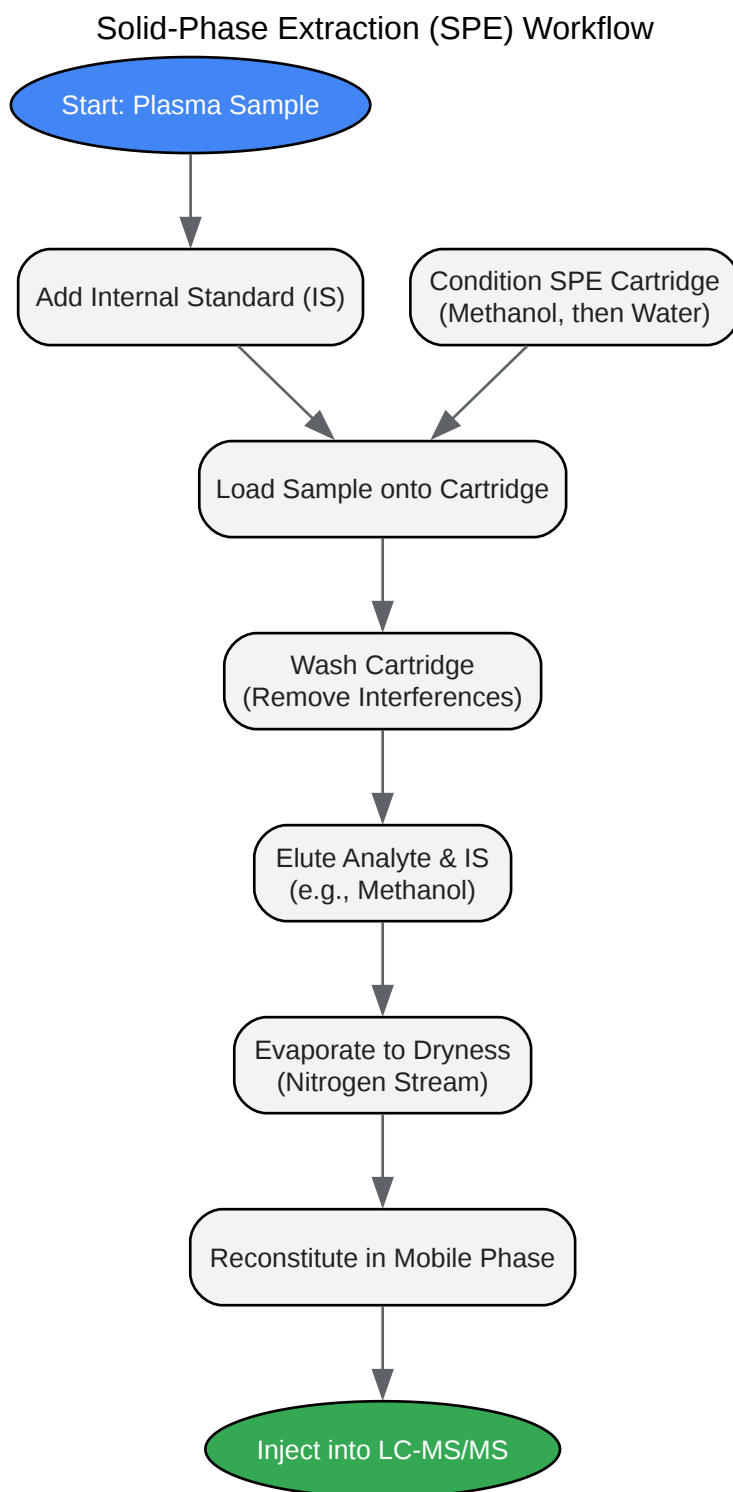 Solid-Phase Extraction (SPE) Workflow
Start: Plasma Sample
Add Internal Standard (IS)
Condition SPE Cartridge
(Methanol, then Water)
Load Sample onto Cartridge
Wash Cartridge
(Remove Interferences)
Elute Analyte & IS
(e.g., Methanol)
Evaporate to Dryness
(Nitrogen Stream)
Reconstitute in Mobile Phase
Inject into LC-MS/MS